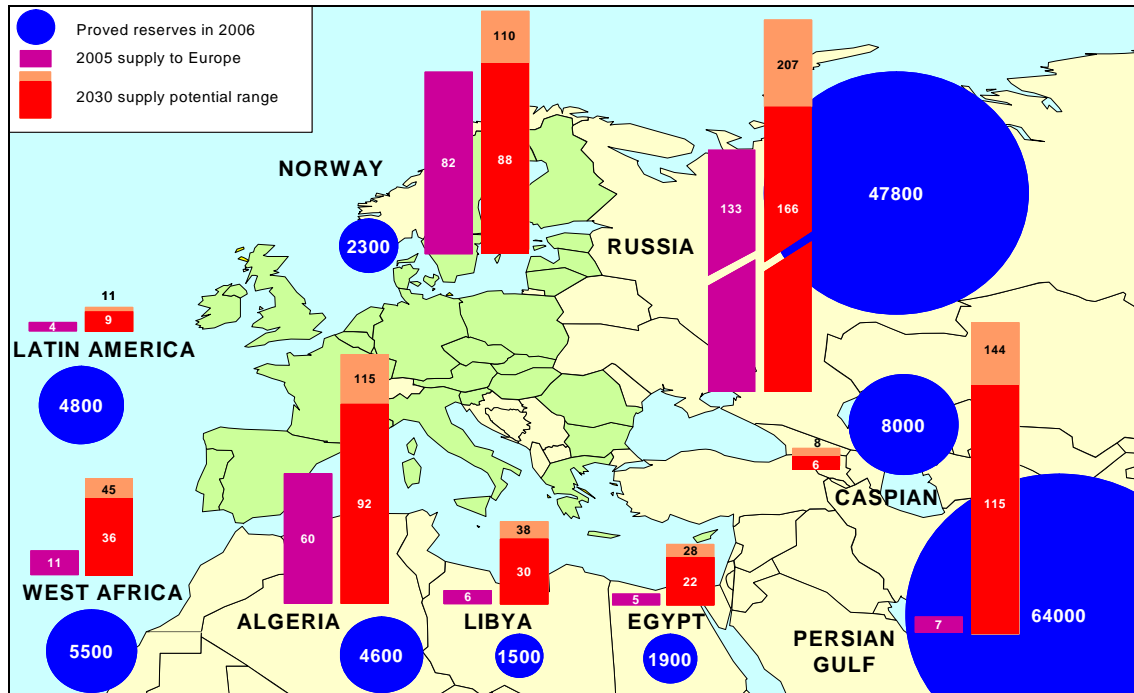 Proved reserves in 2006
2005 supply to Europe
2030 supply potential range
110
82
88
NORWAY
2300
207
133
166
47800
RUSSIA
11
4
9
LATIN AMERICA
4800
115
60
92
ALGERIA
4600
45
11
36
WEST AFRICA
5500
38
6
30
LIBYA
1500
28
5
22
EGYPT
1900
8
6
CASPIAN
8000
144
115
7
PERSIAN
GULF
64000